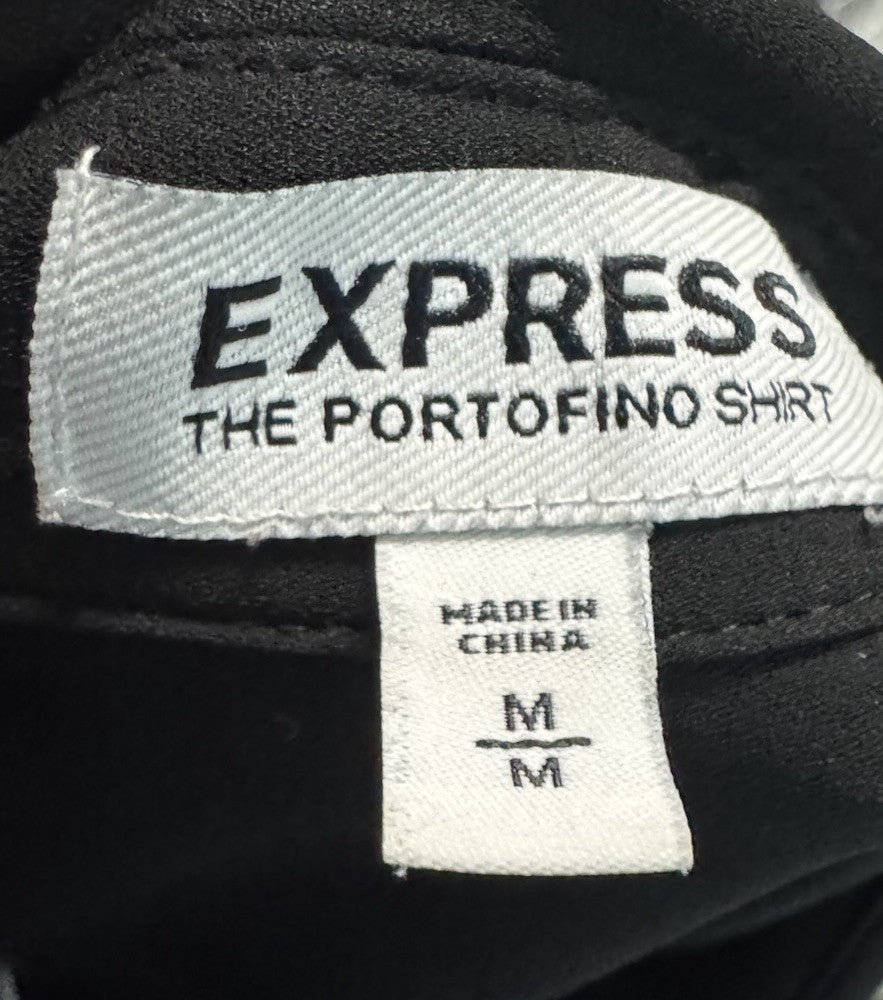 EXPRESS
THE PORTOFINO SHIRT
MADE IN
CHINA
M
M